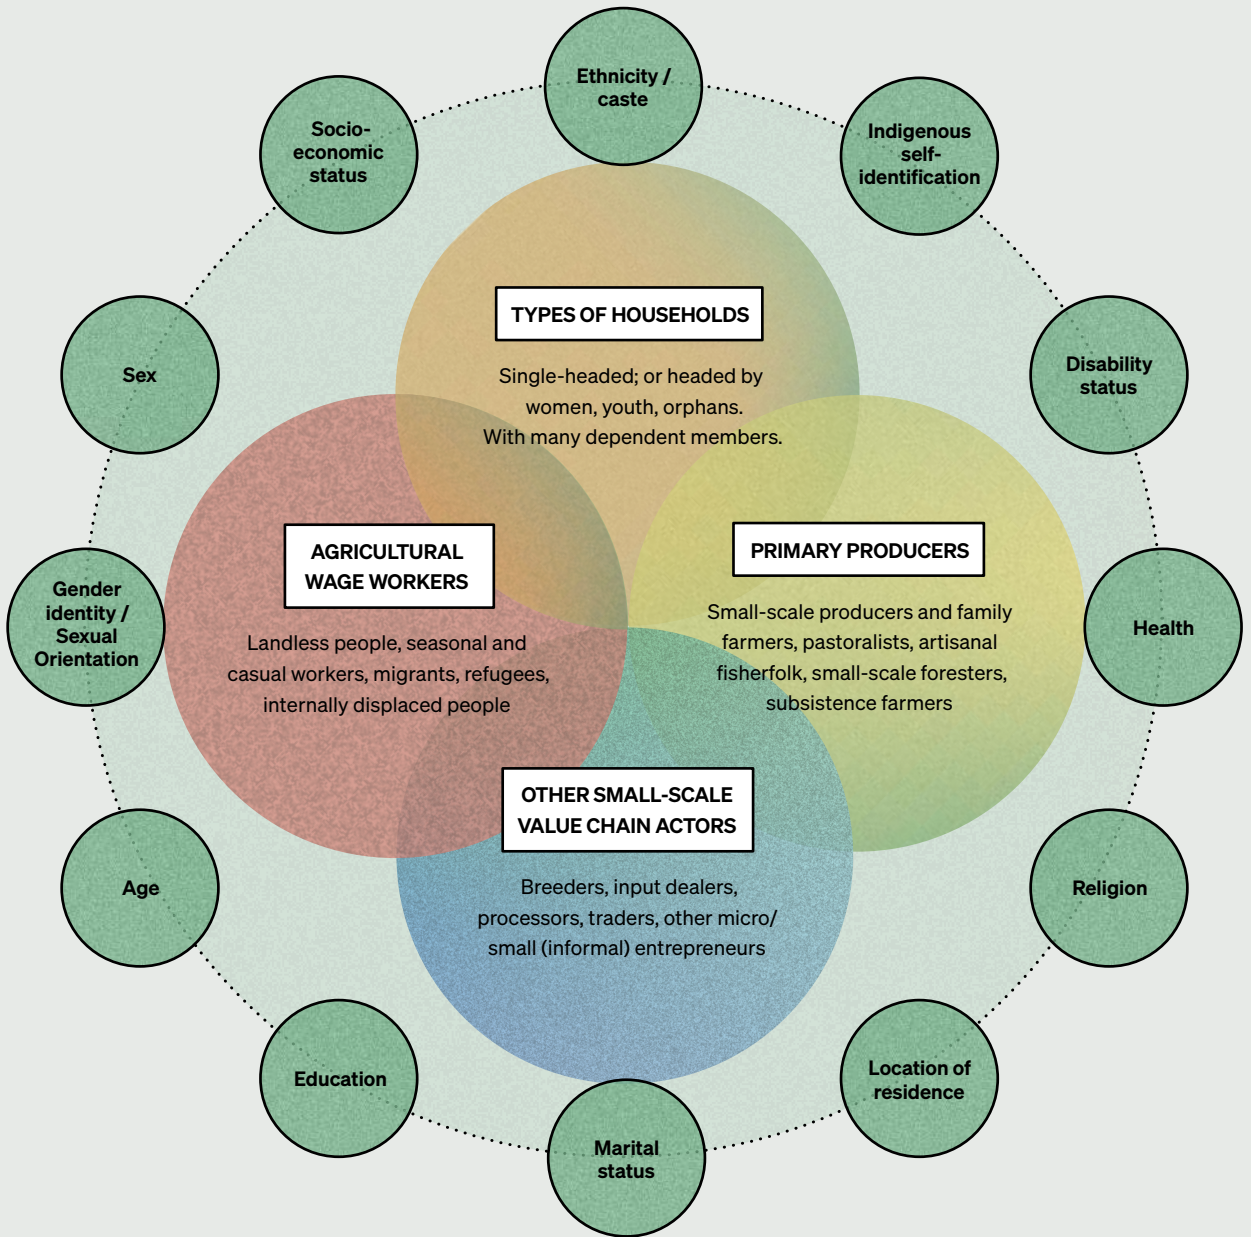 Ethnicity /
caste
Indigenous
self-
identification
Disability
status
Health
Religion
Location of
residence
Marital
status
Education
Age
Gender
identity /
Sexual
Orientation
Sex
Socio-
economic
status
TYPES OF HOUSEHOLDS
Single-headed; or headed by
women, youth, orphans.
With many dependent members.
AGRICULTURAL
WAGE WORKERS
Landless people, seasonal and
casual workers, migrants, refugees,
internally displaced people
PRIMARY PRODUCERS
Small-scale producers and family
farmers, pastoralists, artisanal
fisherfolk, small-scale foresters,
subsistence farmers
OTHER SMALL-SCALE
VALUE CHAIN ACTORS
Breeders, input dealers,
processors, traders, other micro/
small (informal) entrepreneurs